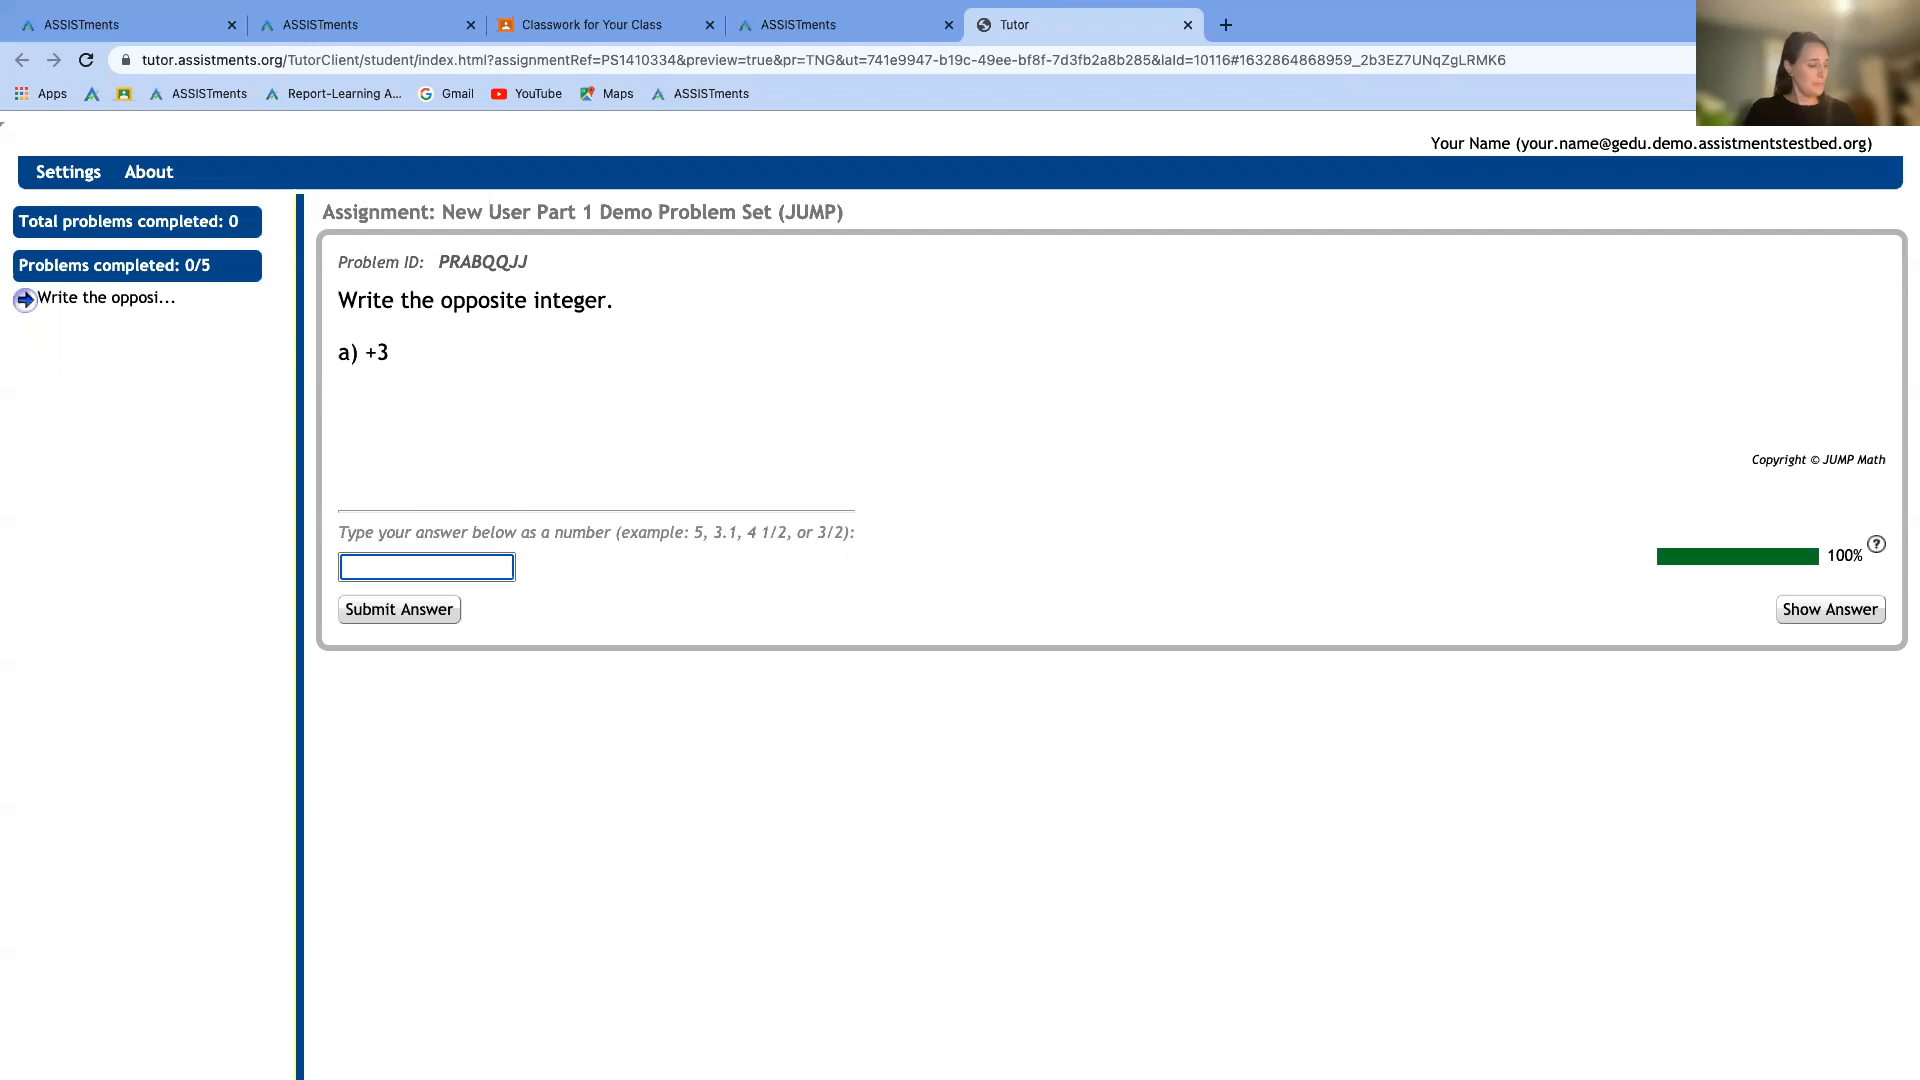 ASSISTments
ASSISTments
Classwork for Your Class
ASSISTments
Tutor
tutor.assistments.org/TutorClient/student/index.html?assignmentRef=PS1410334&preview=true&pr=TNG&ut=741e9947-b19c-49ee-bf8f-7d3fb2a8b285&laId=10116#1632864868959_2b3EZ7UNqZgLRMK6
Apps
ASSISTments
Report-Learning A...
Gmail
YouTube
Maps
ASSISTments
Your Name (your.name@gedu.demo.assistmentstestbed.org)
Settings About
Total problems completed: 0
Problems completed: 0/5
Write the opposi...
Assignment: New User Part 1 Demo Problem Set (JUMP)
Problem ID: PRABQQJJ
Write the opposite integer.
a) +3
Copyright © JUMP Math
Type your answer below as a number (example: 5, 3.1, 4 1/2, or 3/2):
100% ?
Submit Answer
Show Answer